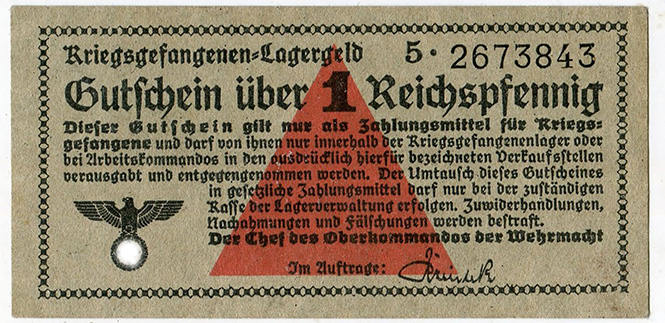 Kriegsgefangenen-Lagergeld 5 · 2673843
Gutschein über 1 Reichspfennig
Dieser Gutschein gilt nur als Zahlungsmittel für Kriegs-
gefangene und darf von ihnen nur innerhalb der Kriegsgefangenenlager oder
bei Arbeitskommandos in den ausdrücklich hierfür bezeichneten Verkaufsstellen
verausgabt und entgegengenommen werden. Der Umtausch dieses Gutscheines
in gesetzliche Zahlungsmittel darf nur bei der zuständigen
Kasse der Lagerverwaltung erfolgen. Zuwiderhandlungen,
Nachahmungen und Fälschungen werden bestraft.
Der Chef des Oberkommandos der Wehrmacht
Im Auftrage: